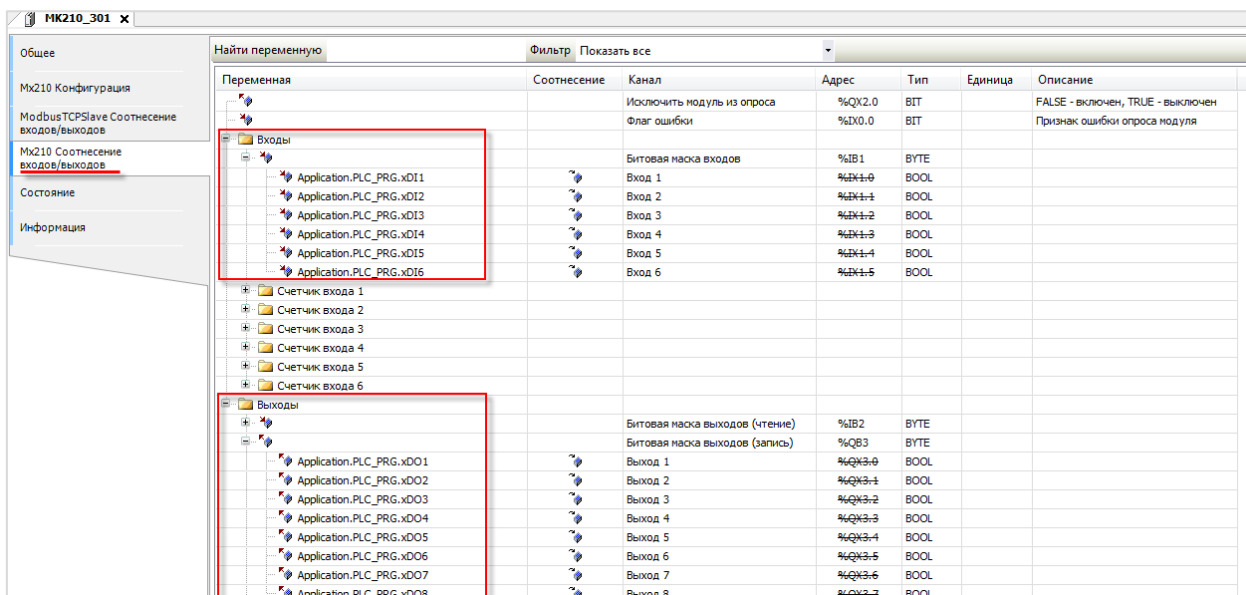 MK210_301 x
Общее
Mx210 Конфигурация
ModbusTCPSlave Соотнесение
входов/выходов
Mx210 Соотнесение
входов/выходов
Состояние
Информация
Найти переменную Фильтр Показать все
Переменная Соотнесение Канал Адрес Тип Единица Описание
Исключить модуль из опроса %QX2.0 BIT FALSE - включен, TRUE - выключен
Флаг ошибки %IX0.0 BIT Признак ошибки опроса модуля
Входы
Битовая маска входов %IB1 BYTE
Application.PLC_PRG.xDI1 Вход 1 %IX1.0 BOOL
Application.PLC_PRG.xDI2 Вход 2 %IX1.1 BOOL
Application.PLC_PRG.xDI3 Вход 3 %IX1.2 BOOL
Application.PLC_PRG.xDI4 Вход 4 %IX1.3 BOOL
Application.PLC_PRG.xDI5 Вход 5 %IX1.4 BOOL
Application.PLC_PRG.xDI6 Вход 6 %IX1.5 BOOL
Счетчик входа 1
Счетчик входа 2
Счетчик входа 3
Счетчик входа 4
Счетчик входа 5
Счетчик входа 6
Выходы
Битовая маска выходов (чтение) %IB2 BYTE
Битовая маска выходов (запись) %QB3 BYTE
Application.PLC_PRG.xDO1 Выход 1 %QX3.0 BOOL
Application.PLC_PRG.xDO2 Выход 2 %QX3.1 BOOL
Application.PLC_PRG.xDO3 Выход 3 %QX3.2 BOOL
Application.PLC_PRG.xDO4 Выход 4 %QX3.3 BOOL
Application.PLC_PRG.xDO5 Выход 5 %QX3.4 BOOL
Application.PLC_PRG.xDO6 Выход 6 %QX3.5 BOOL
Application.PLC_PRG.xDO7 Выход 7 %QX3.6 BOOL
Application.PLC_PRG.xDO8 Выход 8 %QX3.7 BOOL